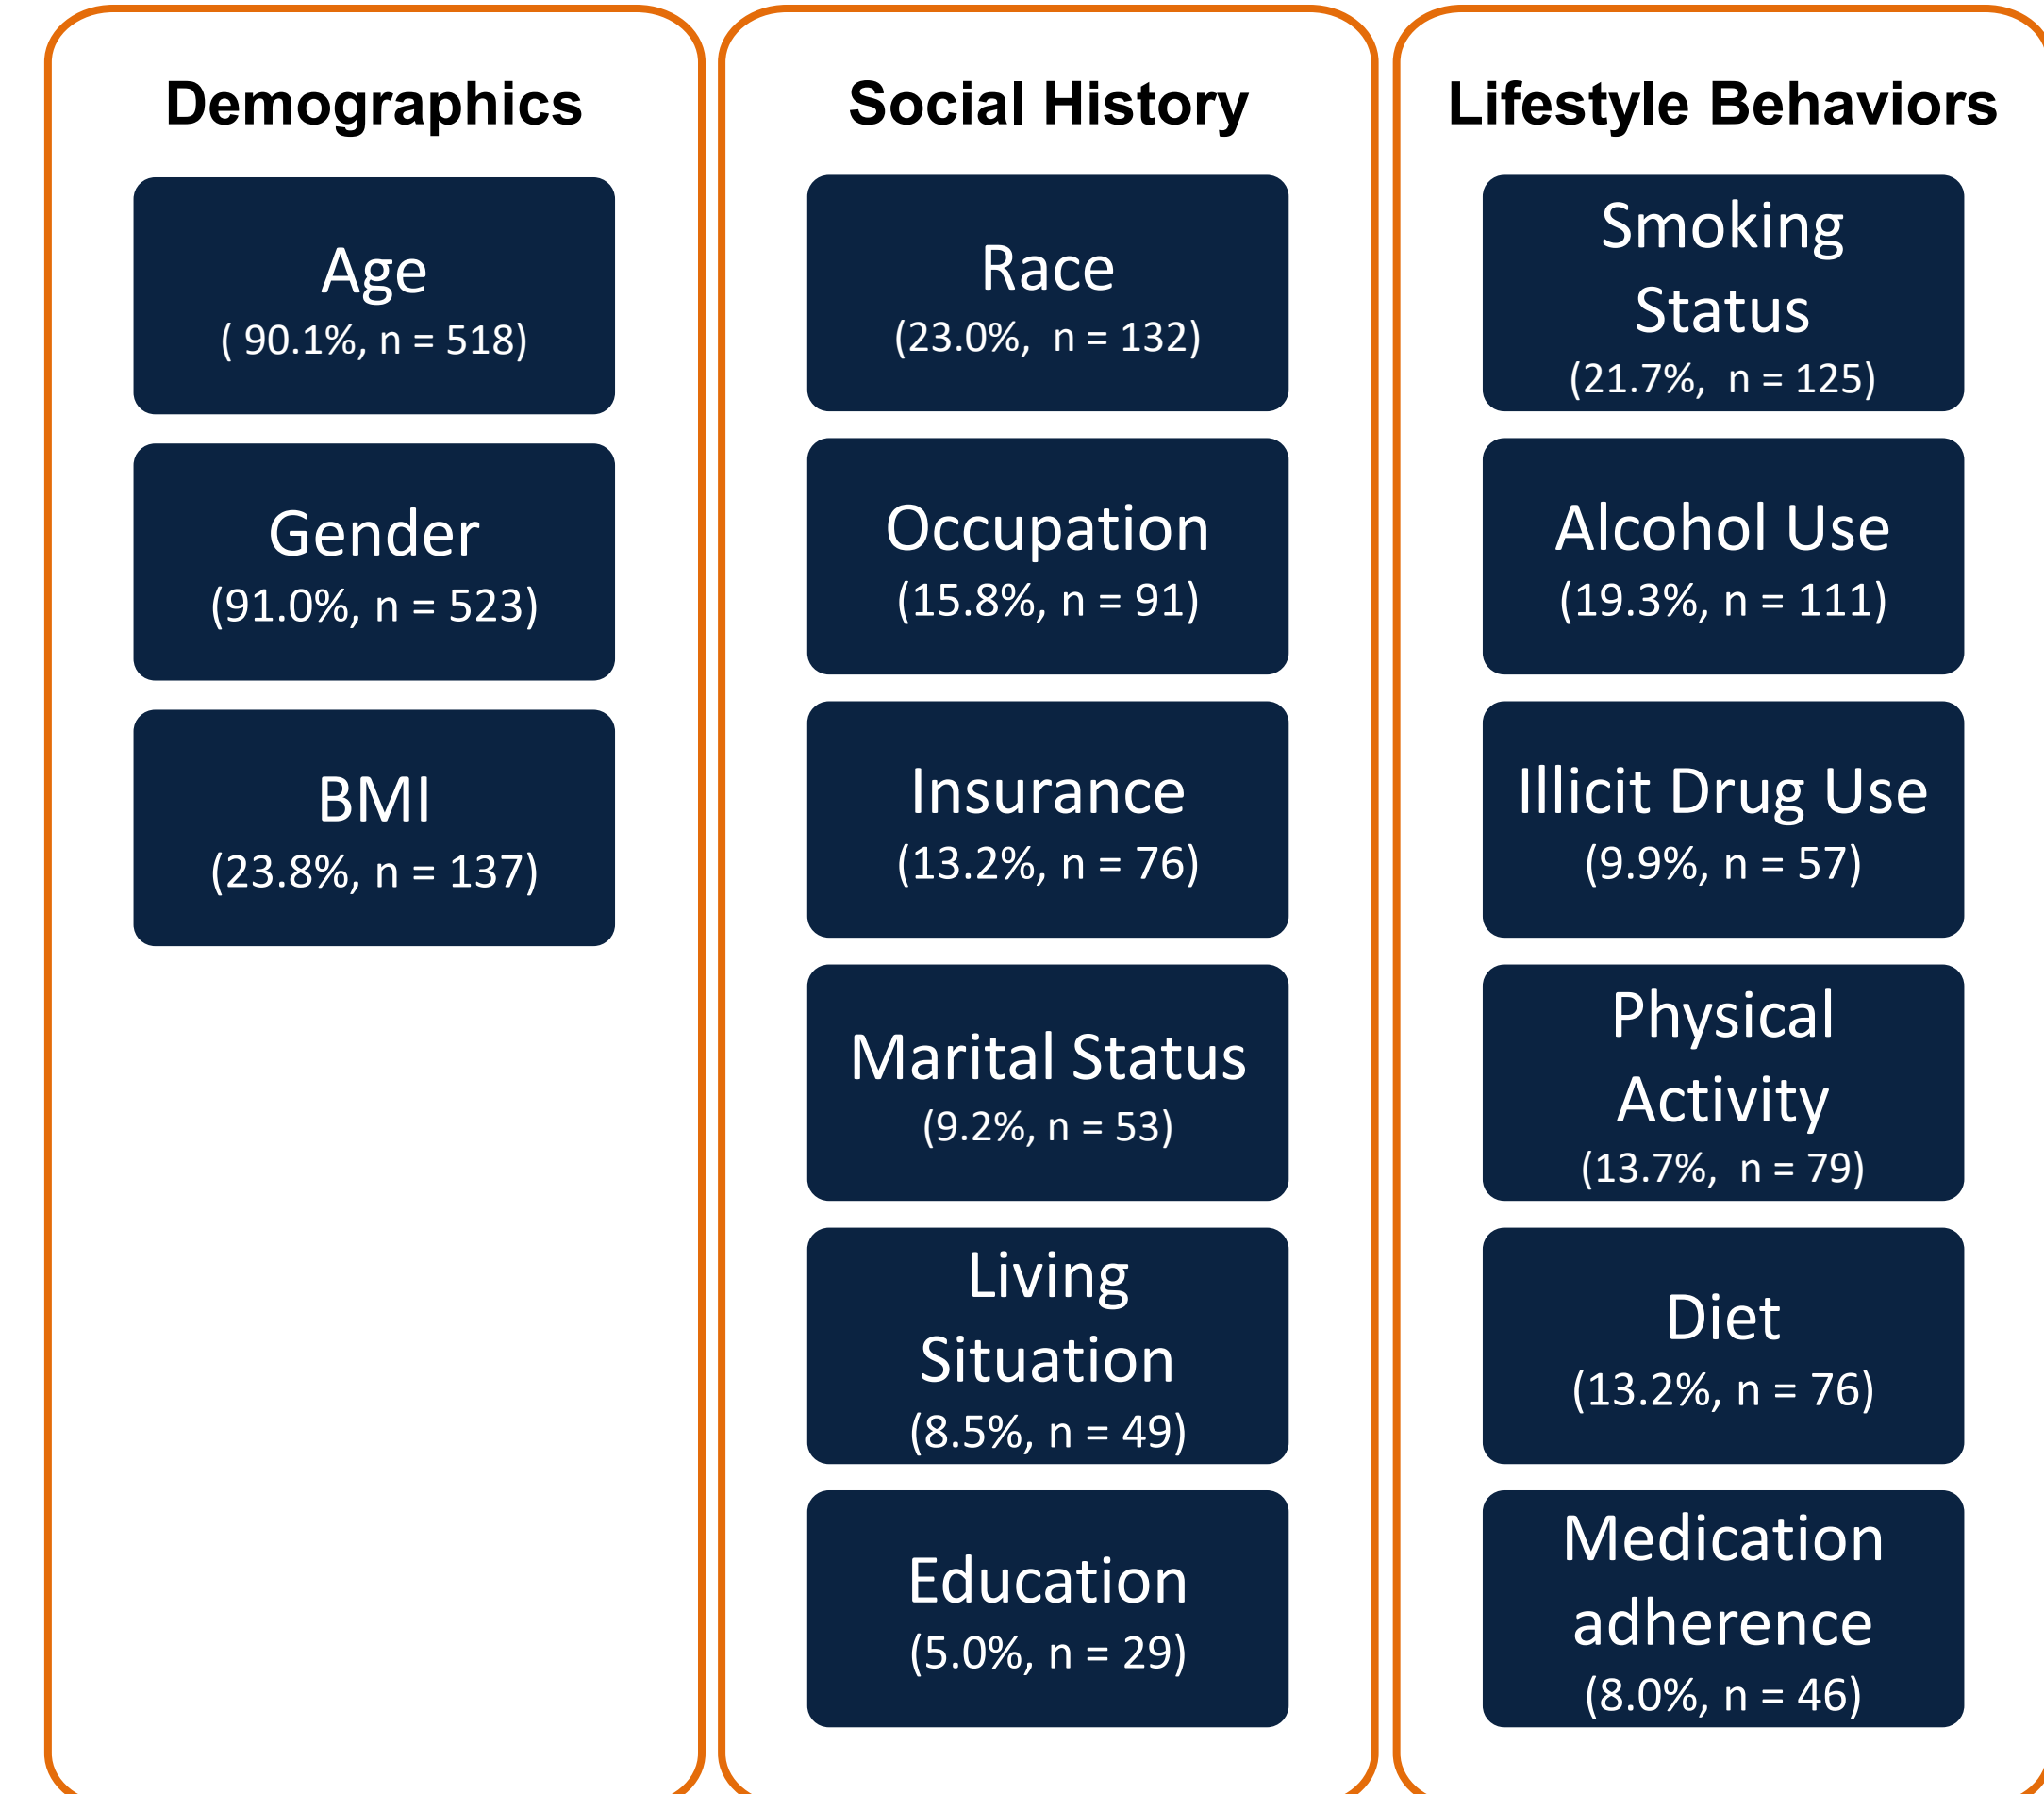 Demographics
Age
( 90.1%, n = 518)
Gender
(91.0%, n = 523)
BMI
(23.8%, n = 137)
Social History
Race
(23.0%,  n = 132)
Occupation
(15.8%, n = 91)
Insurance
(13.2%, n = 76)
Marital Status
(9.2%, n = 53)
Living
Situation
(8.5%, n = 49)
Education
(5.0%, n = 29)
Lifestyle Behaviors
Smoking
Status
(21.7%,  n = 125)
Alcohol Use
(19.3%, n = 111)
Illicit Drug Use
(9.9%, n = 57)
Physical
Activity
(13.7%,  n = 79)
Diet
(13.2%, n = 76)
Medication
adherence
(8.0%, n = 46)